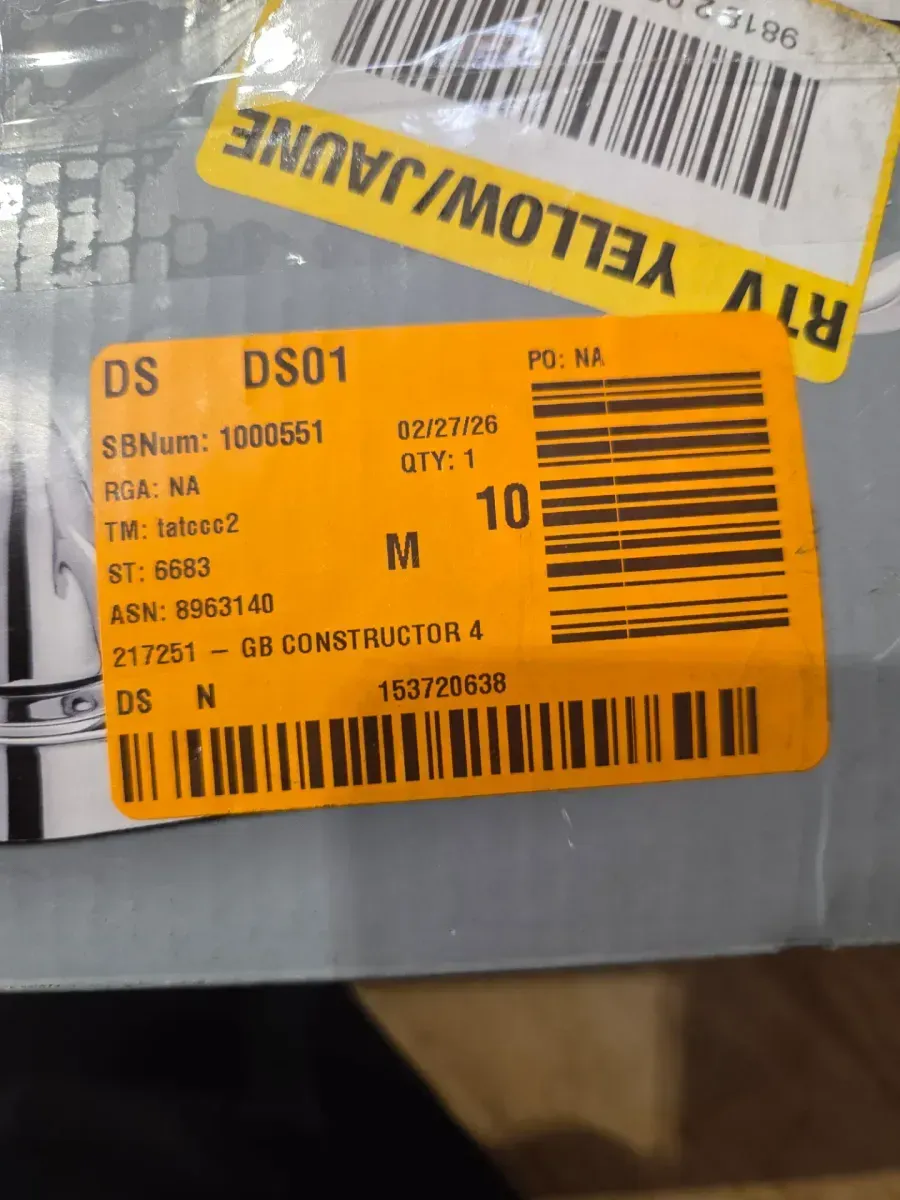 RTV YELLOW/JAUNE
DS DS01
PO: NA
SBNum: 1000551
02/27/26
QTY: 1
RGA: NA
10
TM: tatccc2
M
ST: 6683
ASN: 8963140
217251 – GB CONSTRUCTOR 4
DS N
153720638